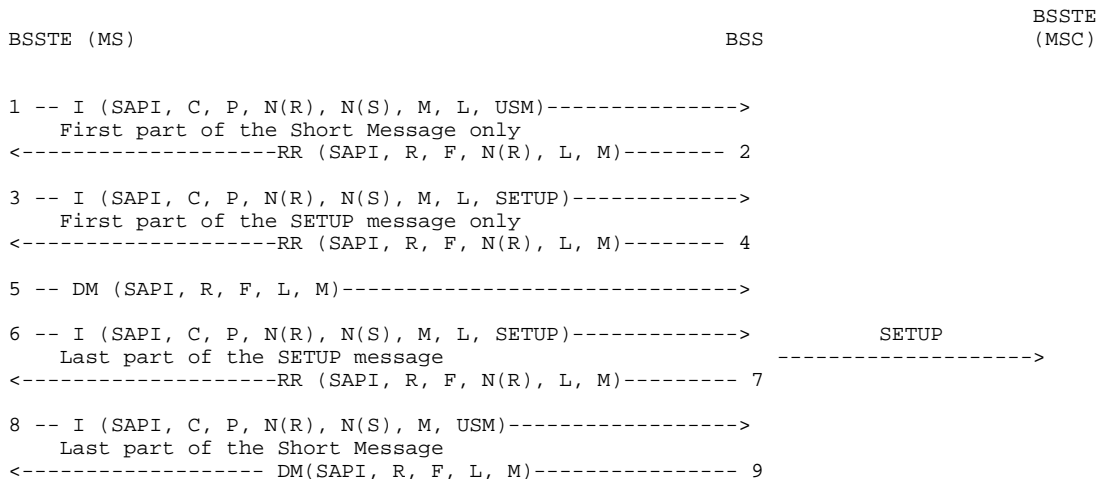 BSSTE
BSSTE (MS) BSS (MSC)
1 -- I (SAPI, C, P, N(R), N(S), M, L, USM)--------------->
First part of the Short Message only
<--------------------RR (SAPI, R, F, N(R), L, M)-------- 2
3 -- I (SAPI, C, P, N(R), N(S), M, L, SETUP)------------->
First part of the SETUP message only
<--------------------RR (SAPI, R, F, N(R), L, M)-------- 4
5 -- DM (SAPI, R, F, L, M)------------------------------->
6 -- I (SAPI, C, P, N(R), N(S), M, L, SETUP)-------------> SETUP
Last part of the SETUP message -------------------->
<--------------------RR (SAPI, R, F, N(R), L, M)--------- 7
8 -- I (SAPI, C, P, N(R), N(S), M, USM)------------------>
Last part of the Short Message
<------------------- DM(SAPI, R, F, L, M)---------------- 9